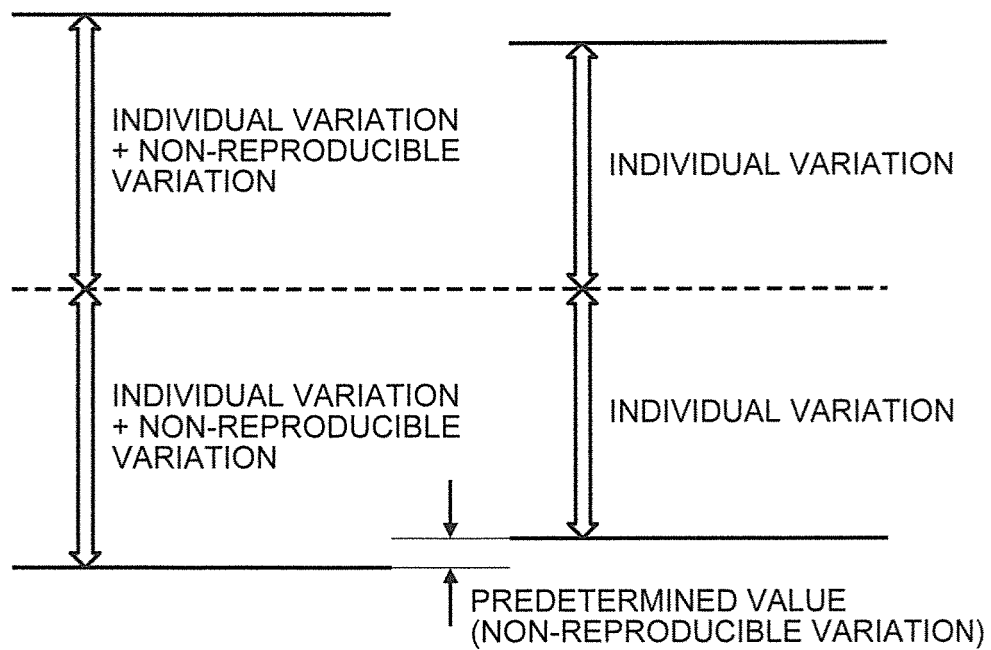 INDIVIDUAL VARIATION
+ NON-REPRODUCIBLE
VARIATION
INDIVIDUAL VARIATION
INDIVIDUAL VARIATION
+ NON-REPRODUCIBLE
VARIATION
INDIVIDUAL VARIATION
PREDETERMINED VALUE
(NON-REPRODUCIBLE VARIATION)